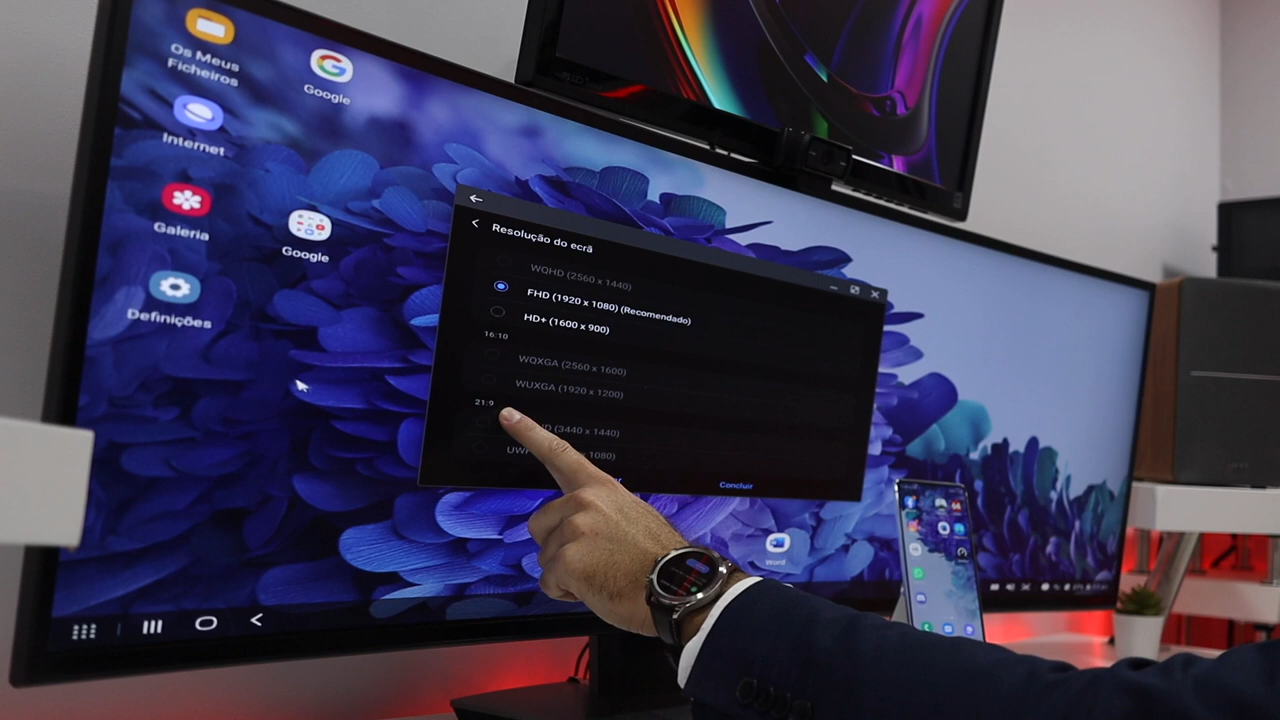 Os Meus
Ficheiros
Google
Internet
Galeria
Google
Definições
Resolução do ecrã
WQHD (2560 x 1440)
FHD (1920 x 1080) (Recomendado)
HD+ (1600 x 900)
16:10
WQXGA (2560 x 1600)
WUXGA (1920 x 1200)
21:9
(3440 x 1440)
x 1080)
Concluir
Word